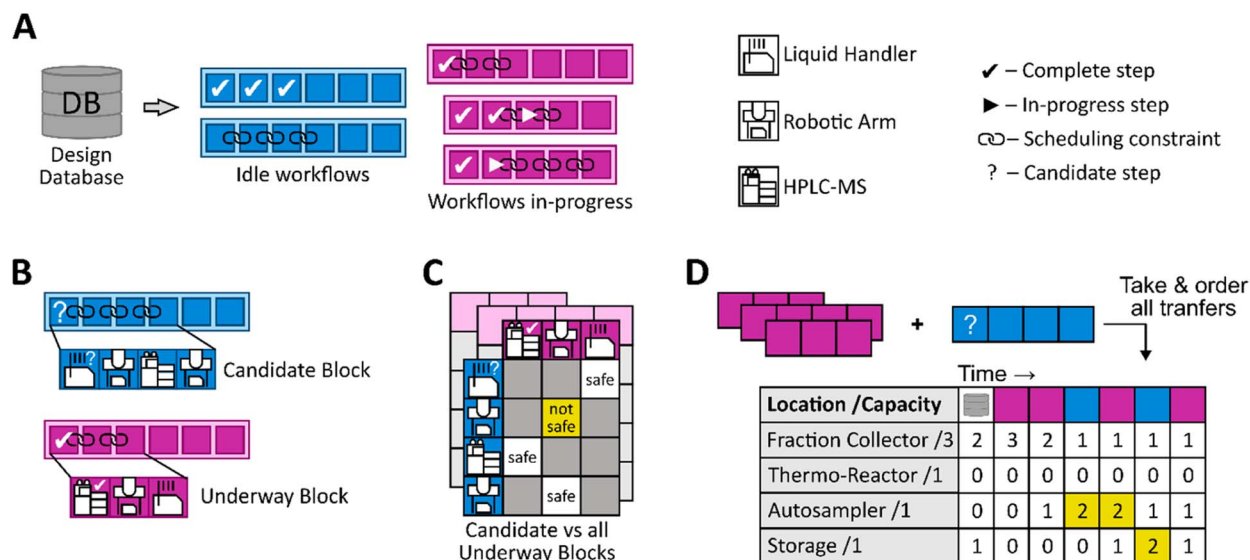 A
DB
Design
Database
Idle workflows
Workflows in-progress
Liquid Handler
Robotic Arm
HPLC-MS
✔ – Complete step
► – In-progress step
– Scheduling constraint
? – Candidate step
B
?
?
Candidate Block
Underway Block
C
?
safe
not
safe
safe
safe
Candidate vs all
Underway Blocks
D
+
?
Take & order
all tranfers
Time →
Location /Capacity
Fraction Collector /3 2 3 2 1 1 1 1
Thermo-Reactor /1 0 0 0 0 0 0 0
Autosampler /1 0 0 1 2 2 1 1
Storage /1 1 0 0 0 1 2 1